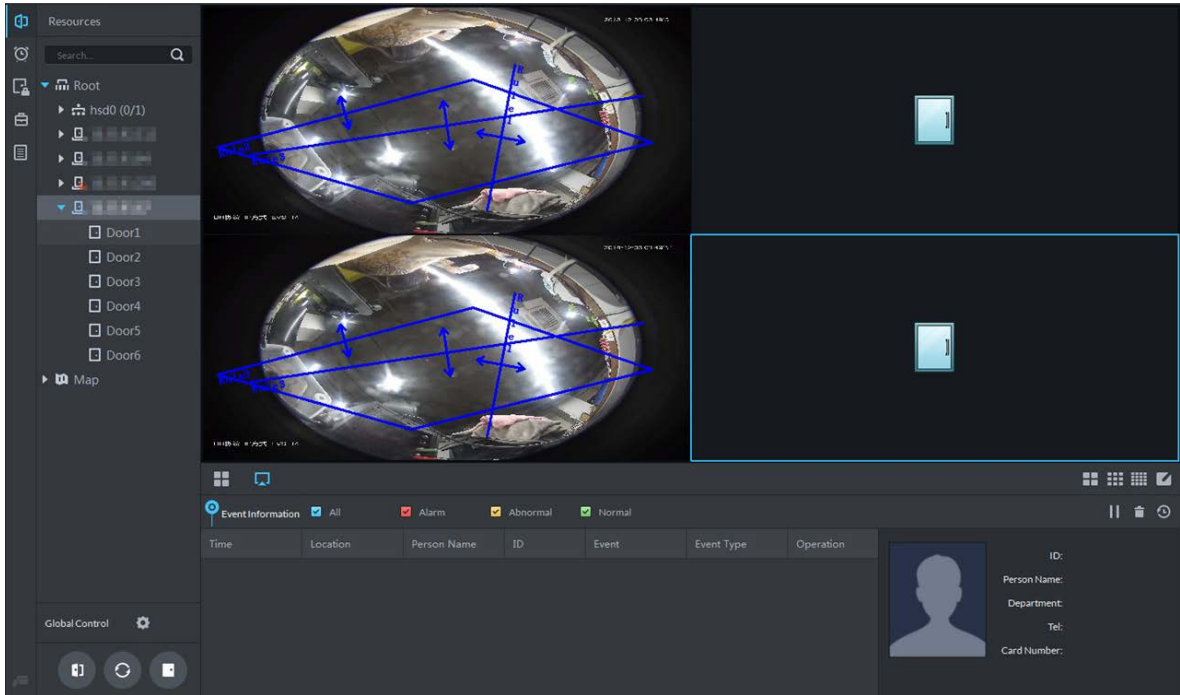 Resources
Search...
Root
hsd0 (0/1)
Door1
Door2
Door3
Door4
Door5
Door6
Map
Global Control
Event Information
All
Alarm
Abnormal
Normal
Time Location Person Name ID Event Event Type Operation
ID:
Person Name:
Department:
Tel:
Card Number: